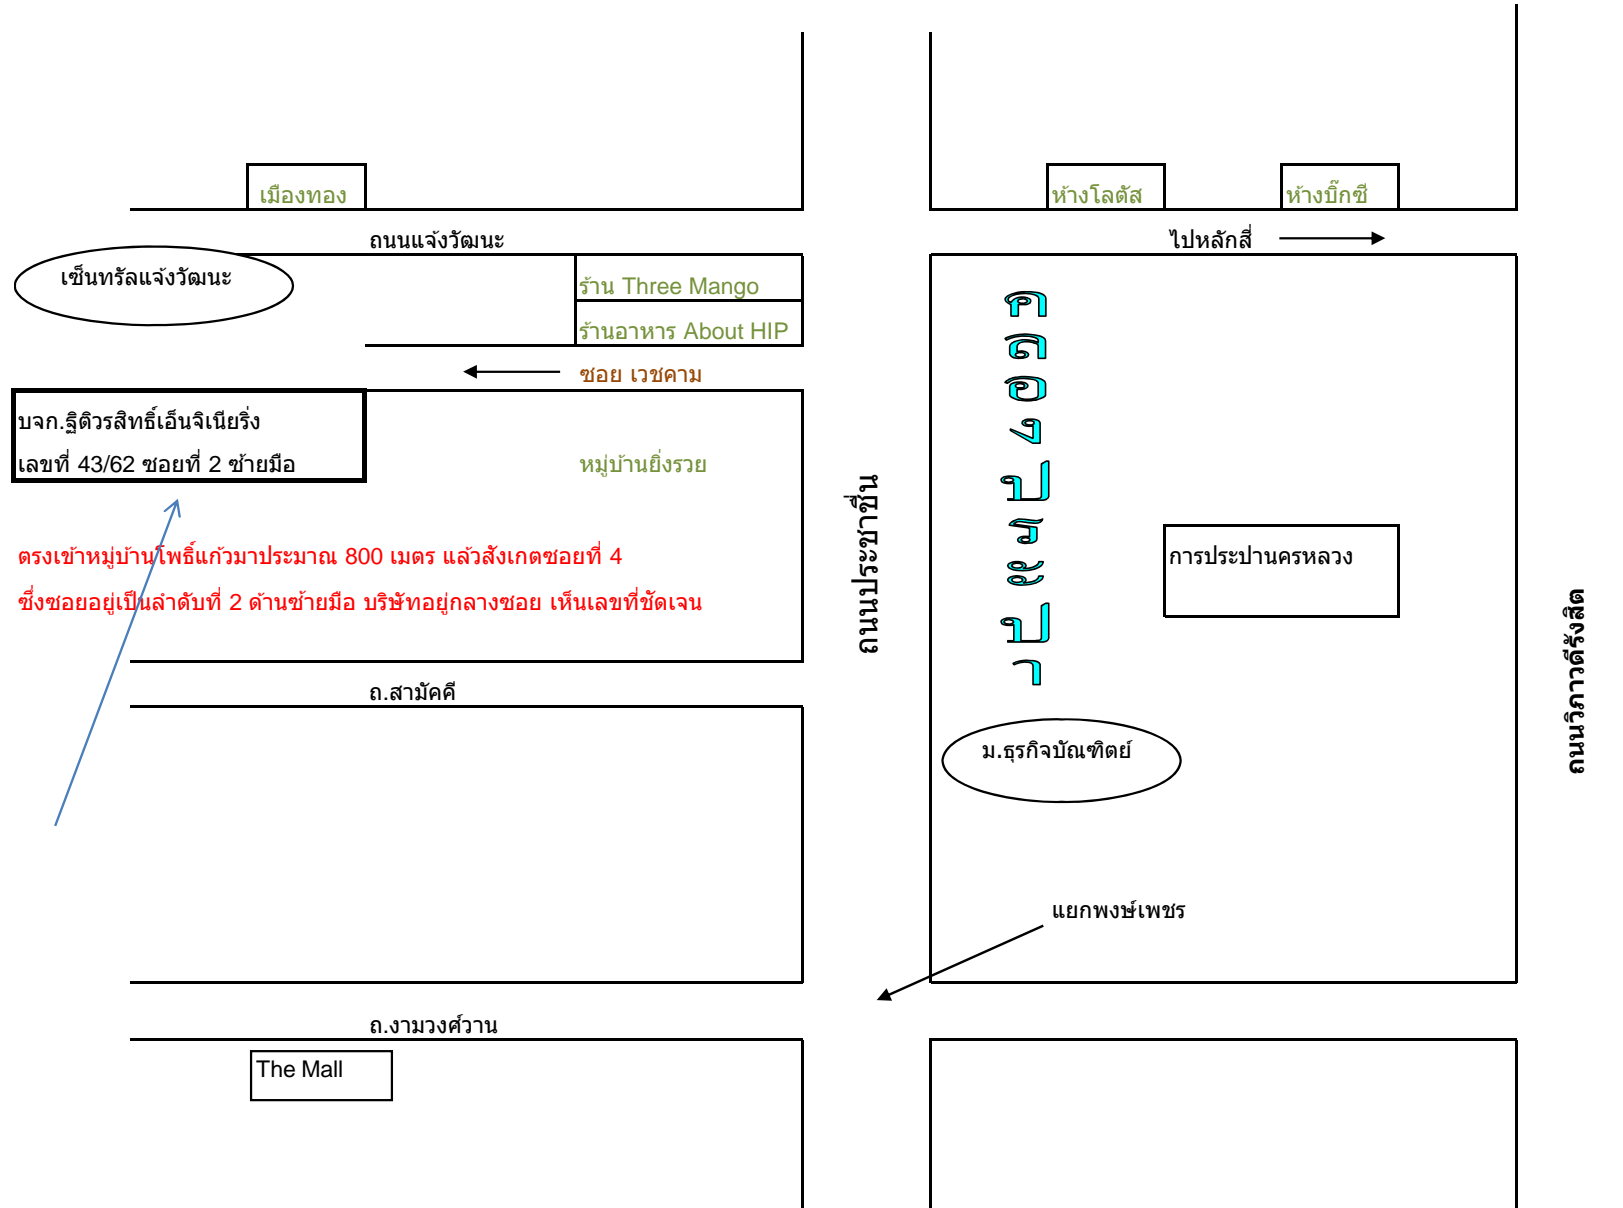 เมืองทอง
ห้างโลตัส
ห้างบิ๊กซี
ถนนแจ้งวัฒนะ
ไปหลักสี่
เซ็นทรัลแจ้งวัฒนะ
ร้าน Three Mango
ร้านอาหาร About HIP
ซอย เวชคาม
บจก.ฐิติวรสิทธิ์เอ็นจิเนียริ่ง
เลขที่ 43/62 ซอยที่ 2 ซ้ายมือ
หมู่บ้านยิ่งรวย
ตรงเข้าหมู่บ้านโพธิ์แก้วมาประมาณ 800 เมตร แล้วสังเกตซอยที่ 4
ซึ่งซอยอยู่เป็นลำดับที่ 2 ด้านซ้ายมือ บริษัทอยู่กลางซอย เห็นเลขที่ชัดเจน
ถนนประชาชื่น
คลองประปา
การประปานครหลวง
ถนนวิภาวดีรังสิต
ถ.สามัคคี
ม.ธุรกิจบัณฑิตย์
แยกพงษ์เพชร
ถ.งามวงศ์วาน
The Mall